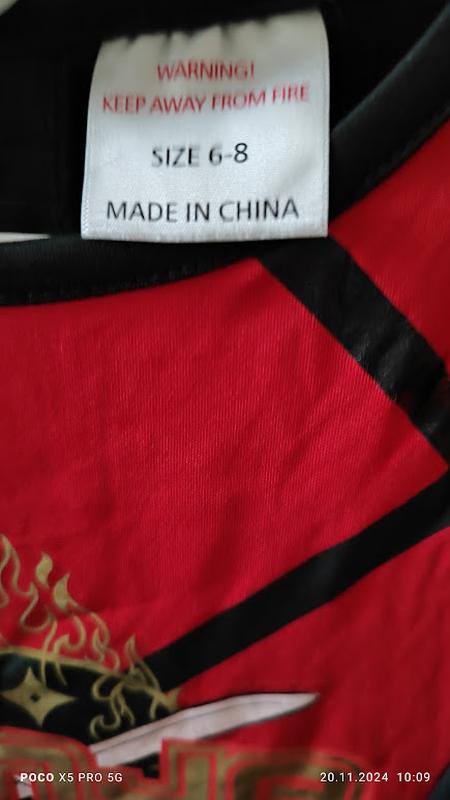 WARNING!
KEEP AWAY FROM FIRE
SIZE 6-8
MADE IN CHINA
POCO X5 PRO 5G
20.11.2024 10:09